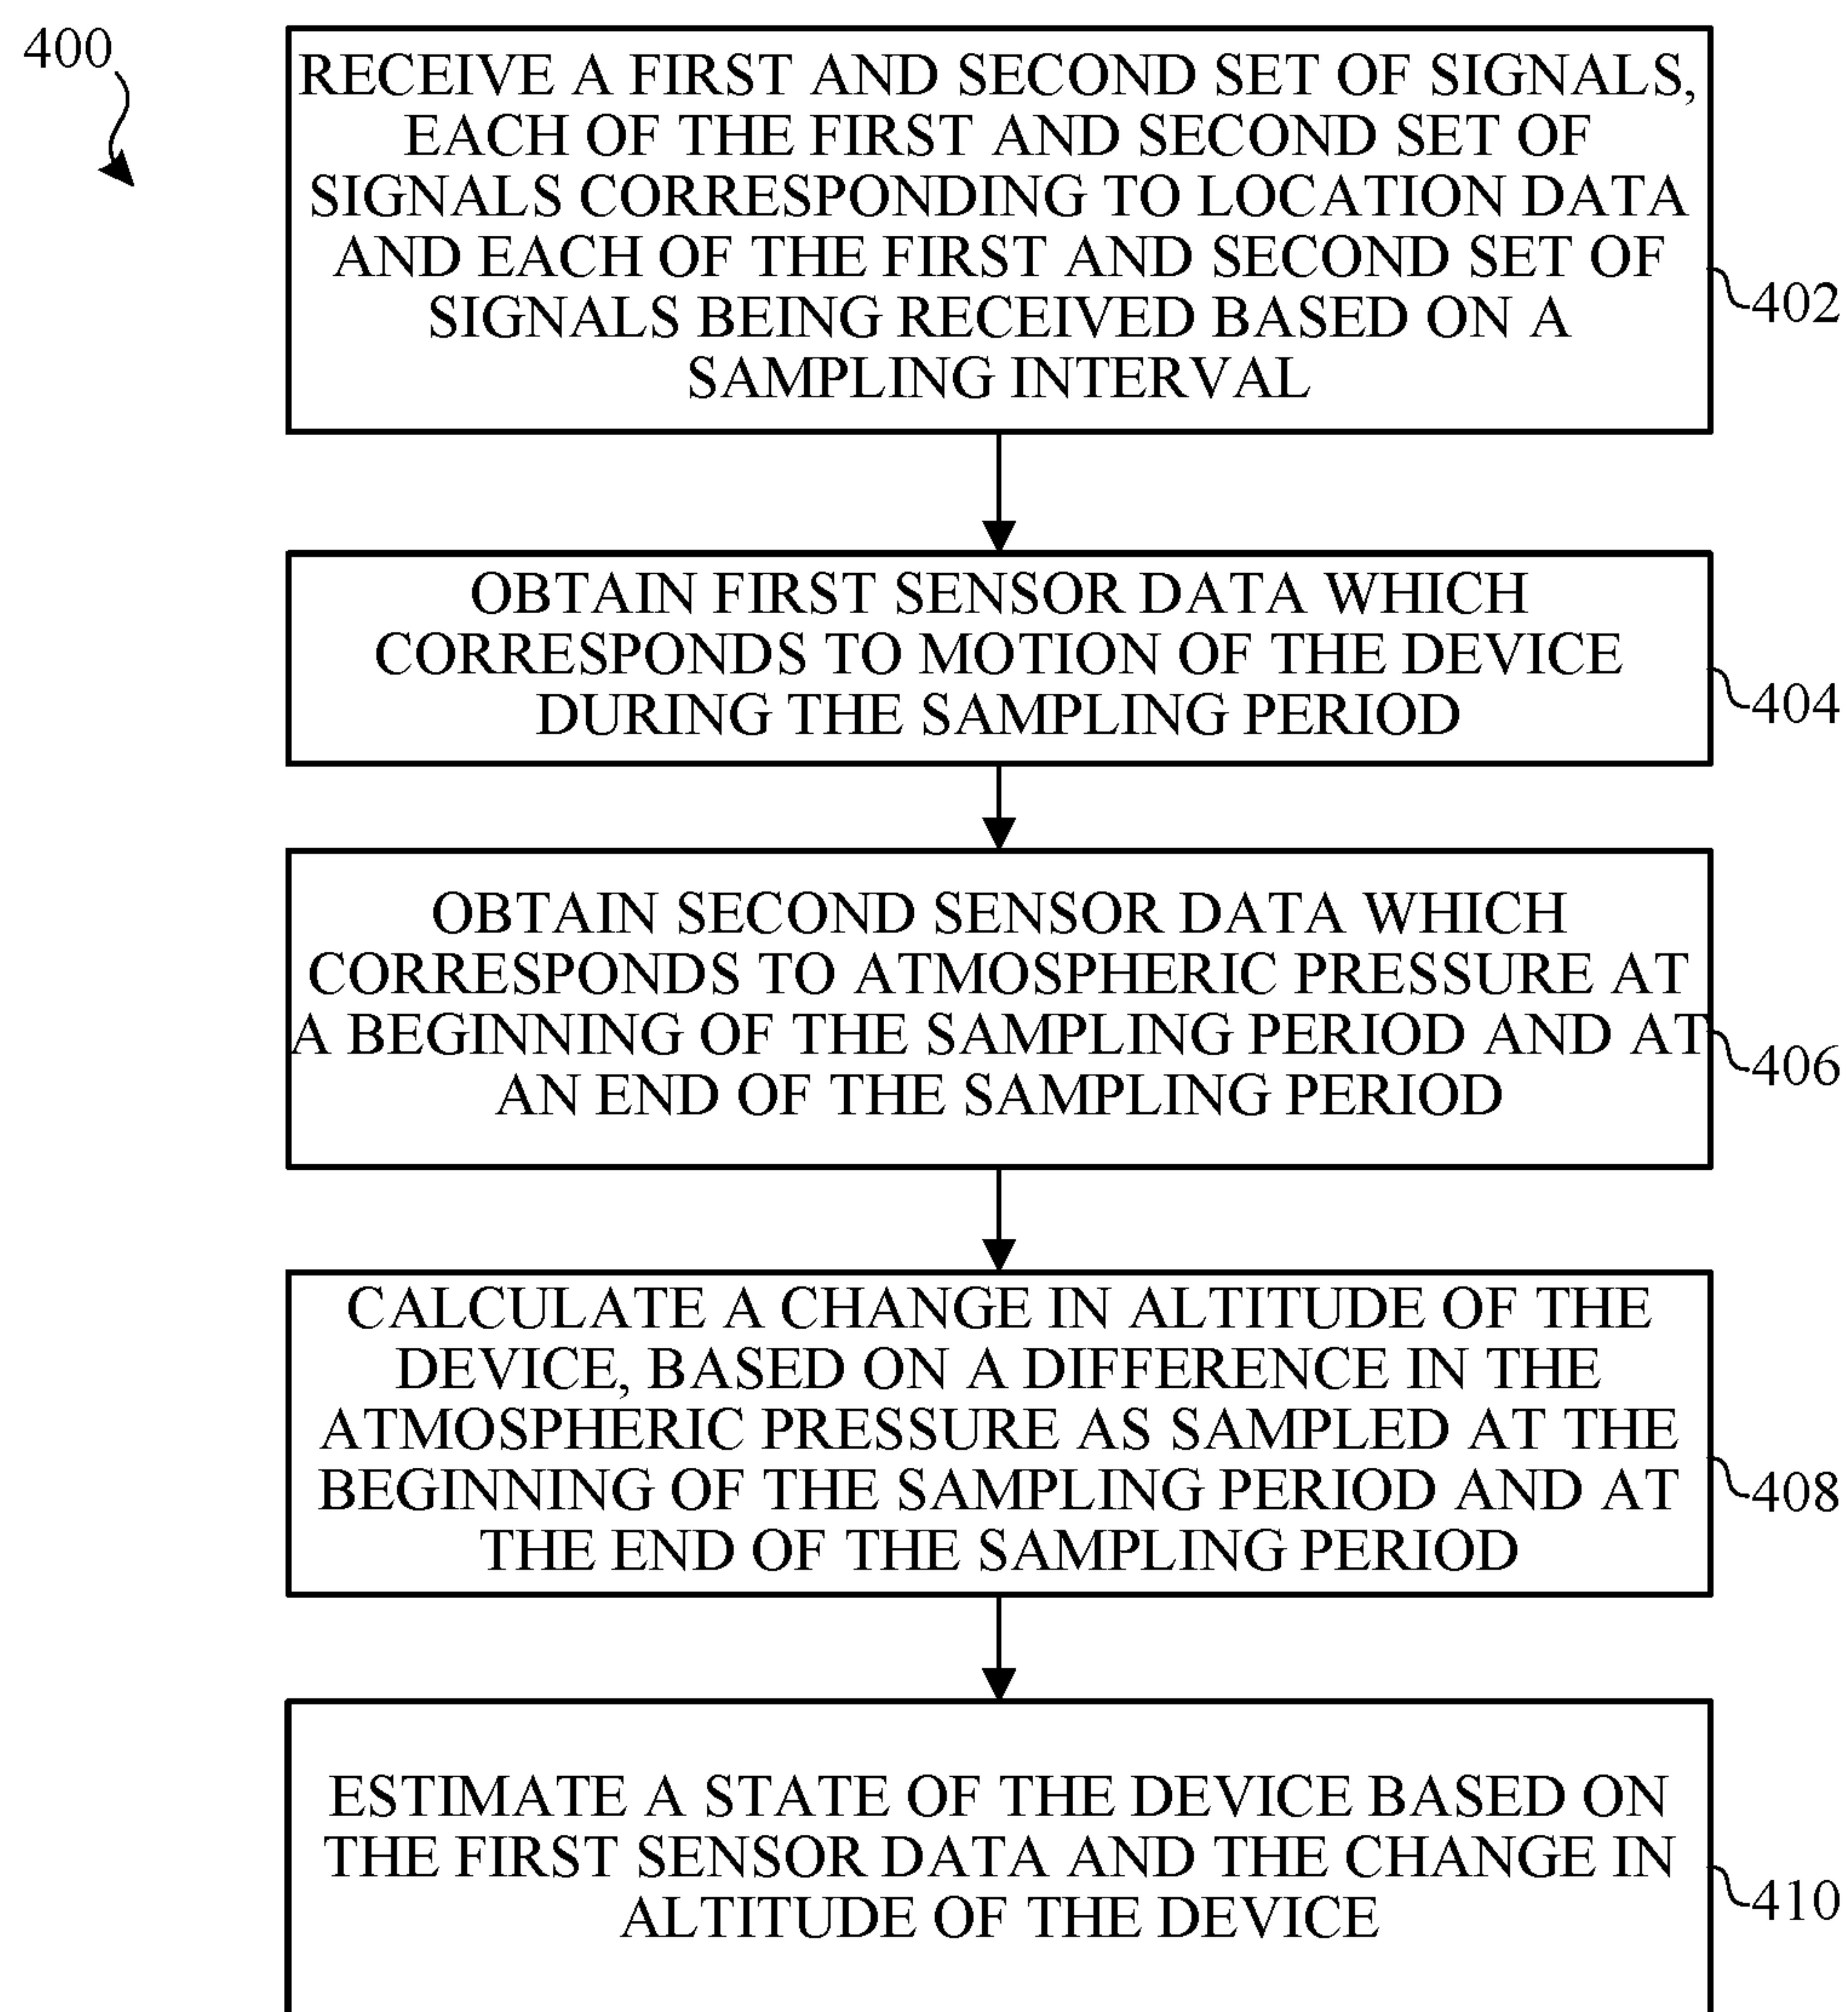 400
RECEIVE A FIRST AND SECOND SET OF SIGNALS,
EACH OF THE FIRST AND SECOND SET OF
SIGNALS CORRESPONDING TO LOCATION DATA
AND EACH OF THE FIRST AND SECOND SET OF
SIGNALS BEING RECEIVED BASED ON A
SAMPLING INTERVAL
402
OBTAIN FIRST SENSOR DATA WHICH
CORRESPONDS TO MOTION OF THE DEVICE
DURING THE SAMPLING PERIOD
404
OBTAIN SECOND SENSOR DATA WHICH
CORRESPONDS TO ATMOSPHERIC PRESSURE AT
A BEGINNING OF THE SAMPLING PERIOD AND AT
AN END OF THE SAMPLING PERIOD
406
CALCULATE A CHANGE IN ALTITUDE OF THE
DEVICE, BASED ON A DIFFERENCE IN THE
ATMOSPHERIC PRESSURE AS SAMPLED AT THE
BEGINNING OF THE SAMPLING PERIOD AND AT
THE END OF THE SAMPLING PERIOD
408
ESTIMATE A STATE OF THE DEVICE BASED ON
THE FIRST SENSOR DATA AND THE CHANGE IN
ALTITUDE OF THE DEVICE
410